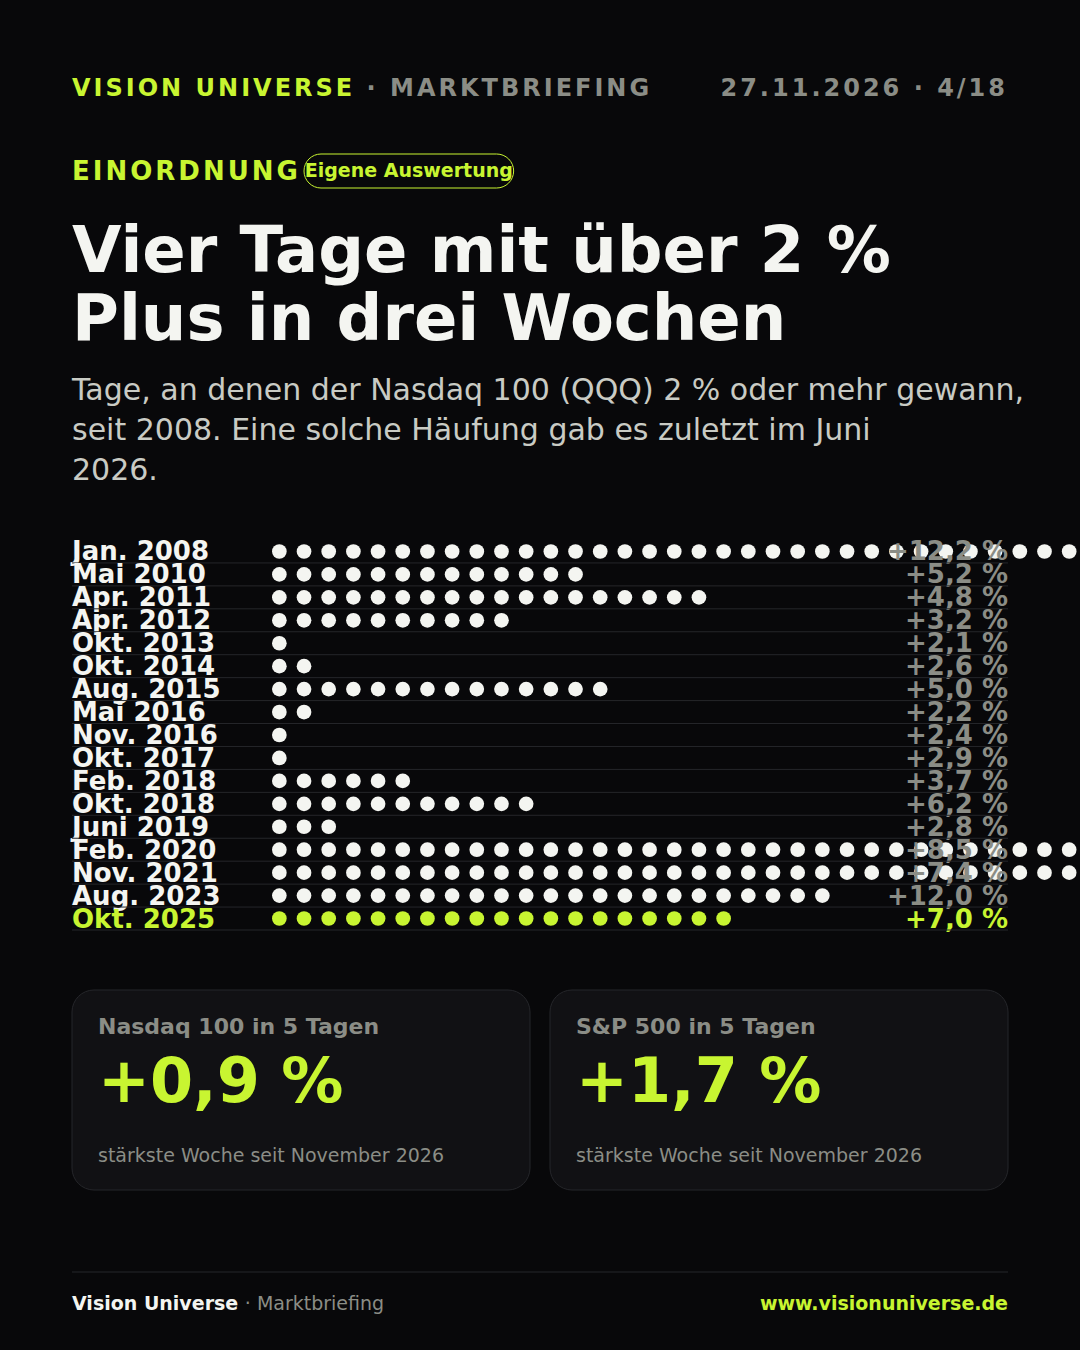 VISION UNIVERSE · MARKTBRIEFING 27.11.2026 · 4/18
EINORDNUNG Eigene Auswertung
Vier Tage mit über 2 %
Plus in drei Wochen
Tage, an denen der Nasdaq 100 (QQQ) 2 % oder mehr gewann,
seit 2008. Eine solche Häufung gab es zuletzt im Juni
2026.
Jan. 2008 +12,2 %
Mai 2010 +5,2 %
Apr. 2011 +4,8 %
Apr. 2012 +3,2 %
Okt. 2013 +2,1 %
Okt. 2014 +2,6 %
Aug. 2015 +5,0 %
Mai 2016 +2,2 %
Nov. 2016 +2,4 %
Okt. 2017 +2,9 %
Feb. 2018 +3,7 %
Okt. 2018 +6,2 %
Juni 2019 +2,8 %
Feb. 2020 +8,5 %
Nov. 2021 +7,4 %
Aug. 2023 +12,0 %
Okt. 2025 +7,0 %
Nasdaq 100 in 5 Tagen
+0,9 %
stärkste Woche seit November 2026
S&P 500 in 5 Tagen
+1,7 %
stärkste Woche seit November 2026
Vision Universe · Marktbriefing www.visionuniverse.de